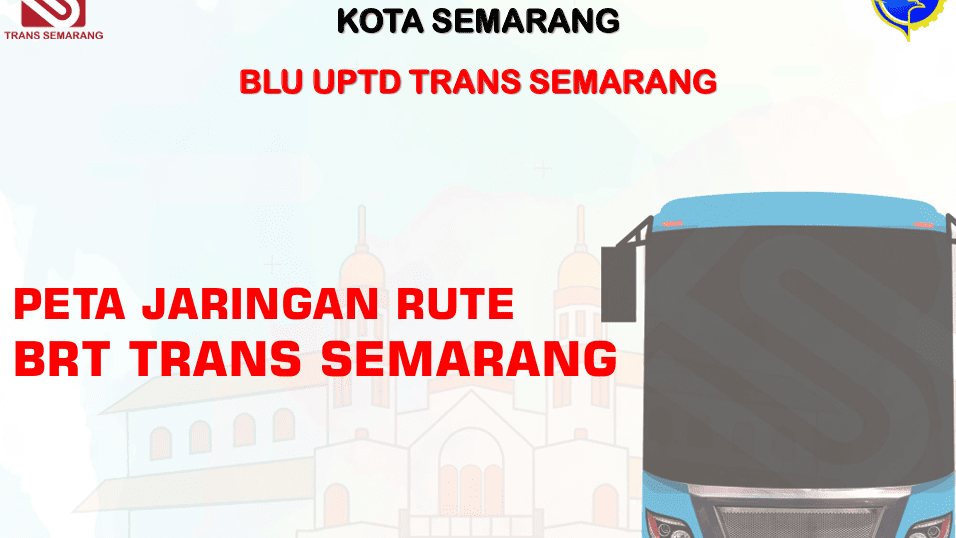 KOTA SEMARANG
TRANS SEMARANG
BLU UPTD TRANS SEMARANG
PETA JARINGAN RUTE
BRT TRANS SEMARANG